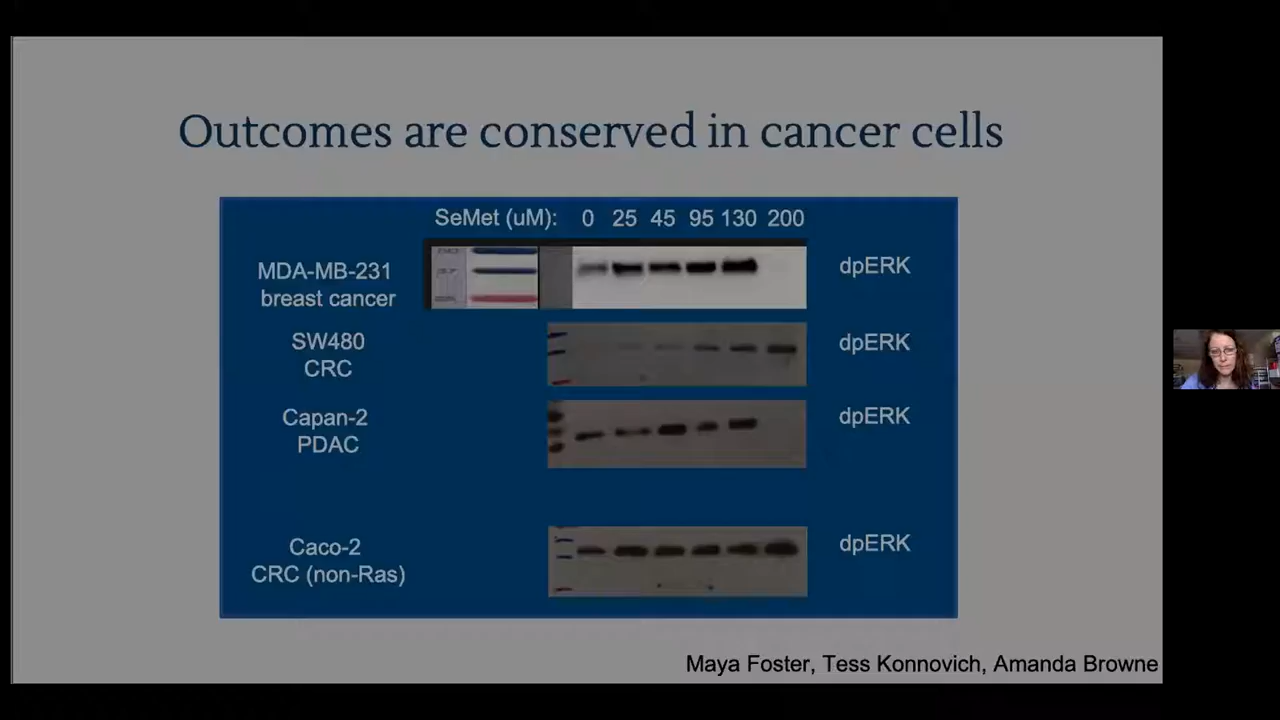 Outcomes are conserved in cancer cells
SeMet (uM): 0 25 45 95 130 200
MDA-MB-231
breast cancer
dpERK
SW480
CRC
dpERK
Capan-2
PDAC
dpERK
Caco-2
CRC (non-Ras)
dpERK
Maya Foster, Tess Konnovich, Amanda Browne